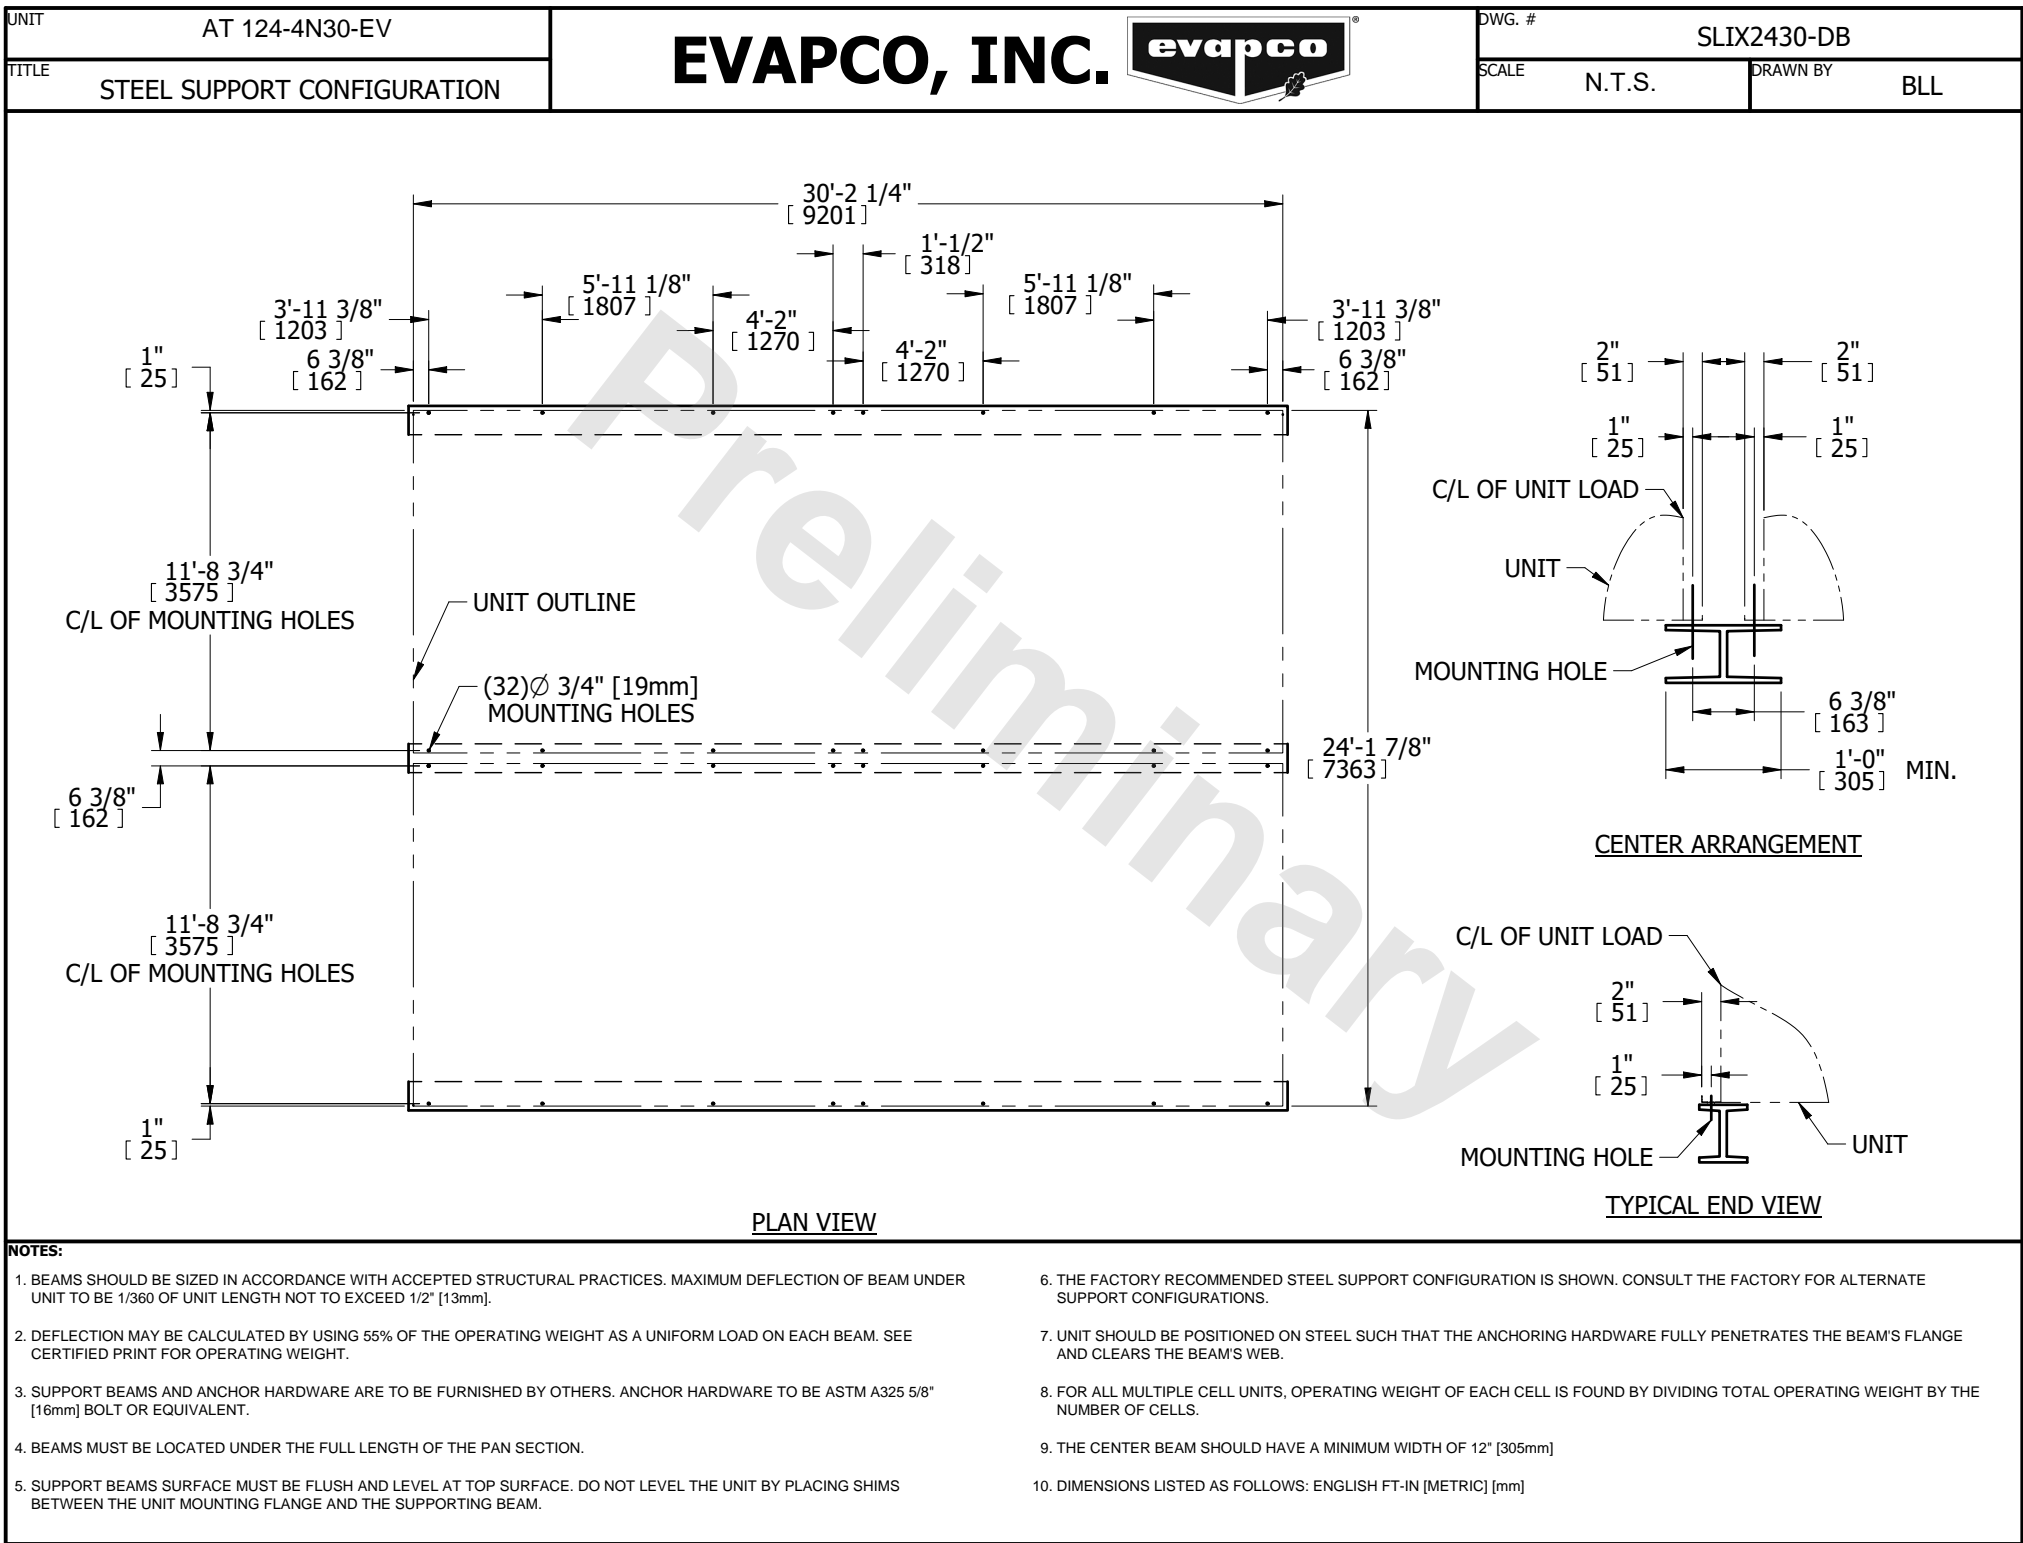 UNIT
AT 124-4N30-EV
TITLE
STEEL SUPPORT CONFIGURATION
EVAPCO, INC.
evapco
®
DWG. #
SLIX2430-DB
SCALE
N.T.S.
DRAWN BY
BLL
30'-2 1/4"
[ 9201]
1'-1/2"
[ 318]
5'-11 1/8"
[ 1807 ]
5'-11 1/8"
[ 1807 ]
3'-11 3/8"
[ 1203 ]
4'-2"
[ 1270 ]
3'-11 3/8"
[ 1203 ]
1"
[ 25]
6 3/8"
[ 162 ]
4'-2"
[ 1270 ]
6 3/8"
[ 162]
11'-8 3/4"
[ 3575 ]
C/L OF MOUNTING HOLES
UNIT OUTLINE
(32)∅ 3/4" [19mm]
MOUNTING HOLES
6 3/8"
[ 162 ]
24'-1 7/8"
[ 7363]
11'-8 3/4"
[ 3575 ]
C/L OF MOUNTING HOLES
1"
[ 25]
PLAN VIEW
Preliminary
2"
[ 51]
2"
[ 51]
1"
[ 25]
1"
[ 25]
C/L OF UNIT LOAD
UNIT
MOUNTING HOLE
6 3/8"
[ 163 ]
1'-0"
[ 305] MIN.
CENTER ARRANGEMENT
C/L OF UNIT LOAD
2"
[ 51]
1"
[ 25]
MOUNTING HOLE
UNIT
TYPICAL END VIEW
NOTES:
1. BEAMS SHOULD BE SIZED IN ACCORDANCE WITH ACCEPTED STRUCTURAL PRACTICES. MAXIMUM DEFLECTION OF BEAM UNDER
UNIT TO BE 1/360 OF UNIT LENGTH NOT TO EXCEED 1/2" [13mm].
2. DEFLECTION MAY BE CALCULATED BY USING 55% OF THE OPERATING WEIGHT AS A UNIFORM LOAD ON EACH BEAM. SEE
CERTIFIED PRINT FOR OPERATING WEIGHT.
3. SUPPORT BEAMS AND ANCHOR HARDWARE ARE TO BE FURNISHED BY OTHERS. ANCHOR HARDWARE TO BE ASTM A325 5/8"
[16mm] BOLT OR EQUIVALENT.
4. BEAMS MUST BE LOCATED UNDER THE FULL LENGTH OF THE PAN SECTION.
5. SUPPORT BEAMS SURFACE MUST BE FLUSH AND LEVEL AT TOP SURFACE. DO NOT LEVEL THE UNIT BY PLACING SHIMS
BETWEEN THE UNIT MOUNTING FLANGE AND THE SUPPORTING BEAM.
6. THE FACTORY RECOMMENDED STEEL SUPPORT CONFIGURATION IS SHOWN. CONSULT THE FACTORY FOR ALTERNATE
SUPPORT CONFIGURATIONS.
7. UNIT SHOULD BE POSITIONED ON STEEL SUCH THAT THE ANCHORING HARDWARE FULLY PENETRATES THE BEAM'S FLANGE
AND CLEARS THE BEAM'S WEB.
8. FOR ALL MULTIPLE CELL UNITS, OPERATING WEIGHT OF EACH CELL IS FOUND BY DIVIDING TOTAL OPERATING WEIGHT BY THE
NUMBER OF CELLS.
9. THE CENTER BEAM SHOULD HAVE A MINIMUM WIDTH OF 12" [305mm]
10. DIMENSIONS LISTED AS FOLLOWS: ENGLISH FT-IN [METRIC] [mm]